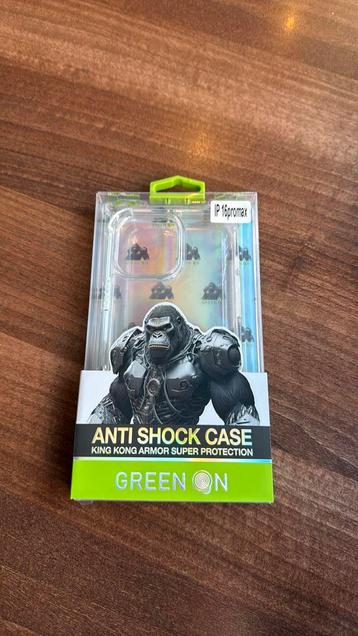 IP 16promax
ANTI SHOCK CASE
KING KONG ARMOR SUPER PROTECTION
GREEN ON